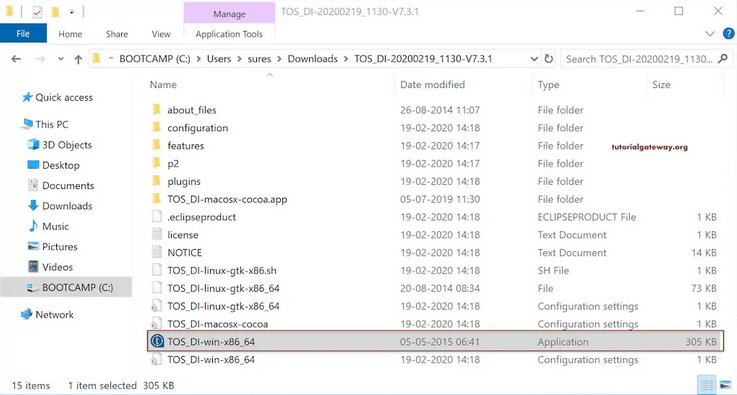 Manage
TOS_DI-20200219_1130-V7.3.1
File Home Share View Application Tools
BOOTCAMP (C:) Users sures Downloads TOS_DI-20200219_1130-V7.3.1 Search TOS_DI-20200219_1130...
Name Date modified Type Size
Quick access
This PC
3D Objects
Desktop
Documents
Downloads
Music
Pictures
Videos
BOOTCAMP (C:)
Network
about_files 26-08-2014 11:07 File folder
configuration 19-02-2020 14:18 File folder
features 19-02-2020 14:17 File folder
tutorialgateway.org
p2 19-02-2020 14:17 File folder
plugins 19-02-2020 14:18 File folder
TOS_DI-macosx-cocoa.app 05-07-2019 11:30 File folder
.eclipseproduct 19-02-2020 14:18 ECLIPSEPRODUCT File 1 KB
license 19-02-2020 14:18 Text Document 1 KB
NOTICE 19-02-2020 14:18 Text Document 14 KB
TOS_DI-linux-gtk-x86.sh 19-02-2020 14:18 SH File 1 KB
TOS_DI-linux-gtk-x86_64 20-08-2014 08:34 File 73 KB
TOS_DI-linux-gtk-x86_64 19-02-2020 14:18 Configuration settings 1 KB
TOS_DI-macosx-cocoa 19-02-2020 14:18 Configuration settings 1 KB
TOS_DI-win-x86_64 05-05-2015 06:41 Application 305 KB
TOS_DI-win-x86_64 19-02-2020 14:18 Configuration settings 1 KB
15 items 1 item selected 305 KB